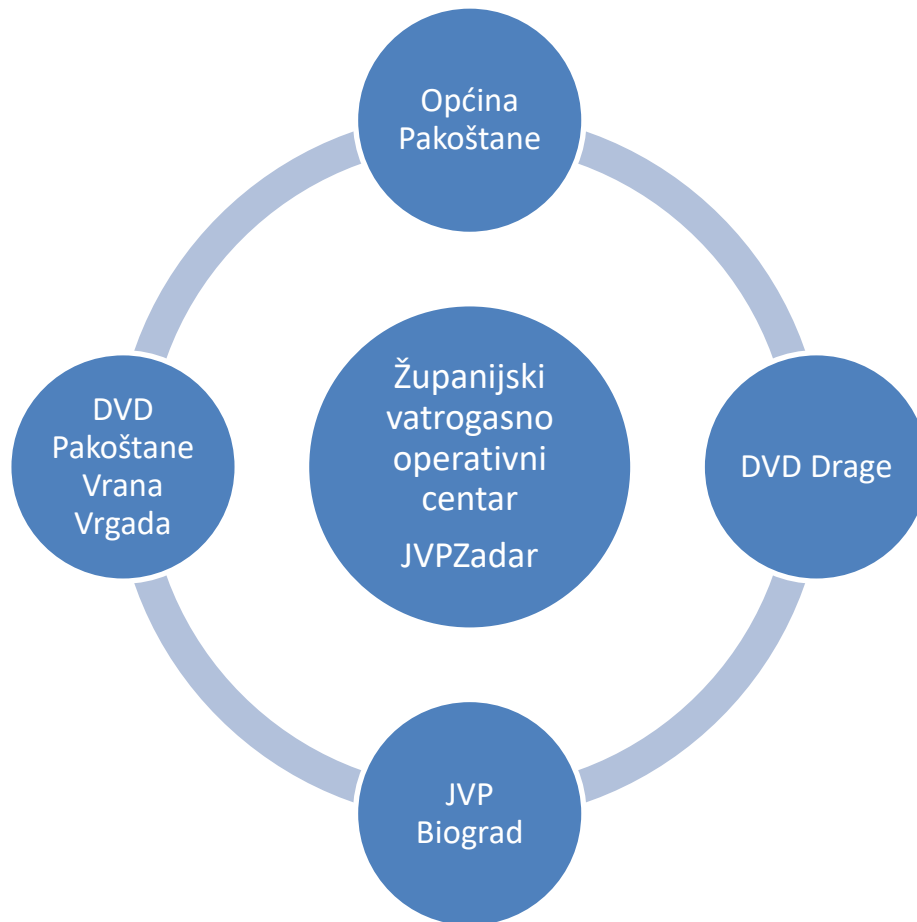 Općina
Pakoštane
Županijski
vatrogasno
operativni
centar
JVPZadar
DVD
Pakoštane
Vrana
Vrgada
DVD Drage
JVP
Biograd